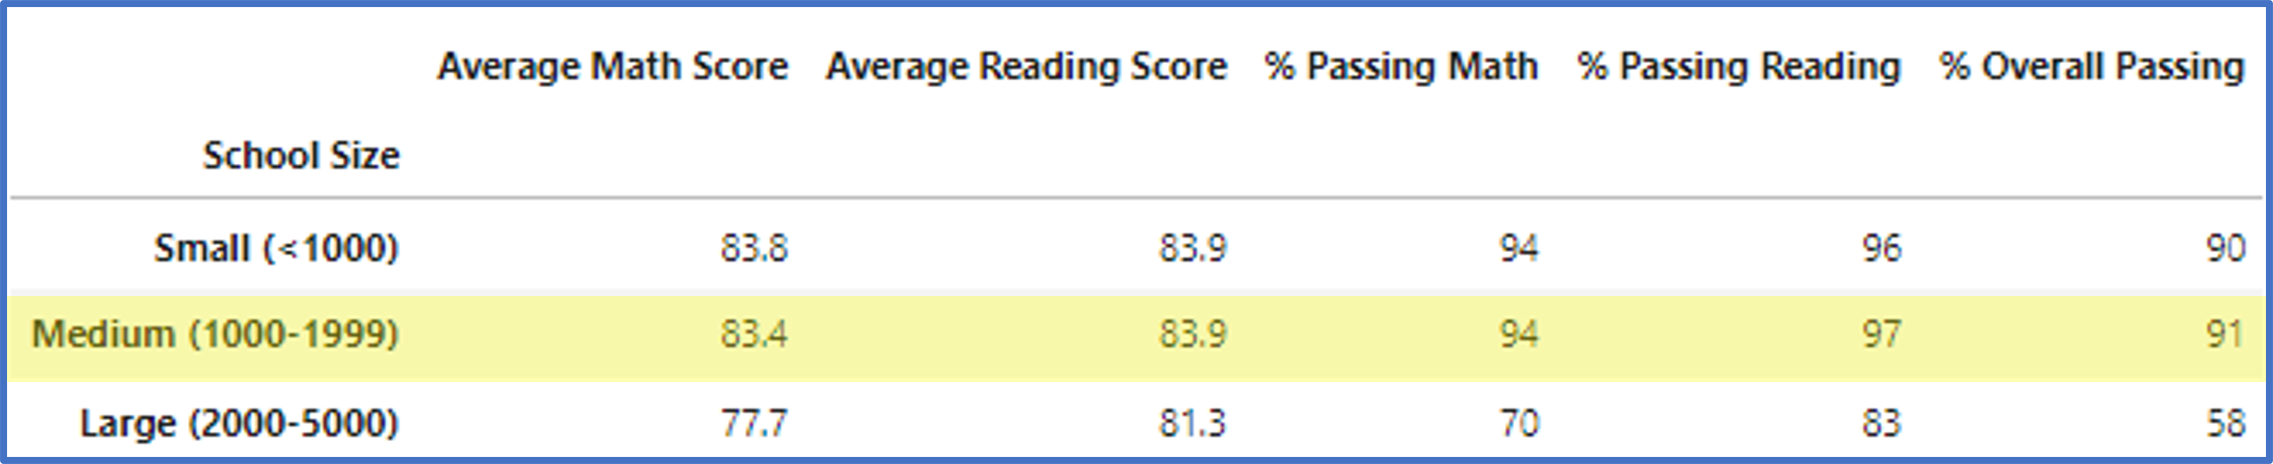 Average Math Score Average Reading Score % Passing Math % Passing Reading % Overall Passing
School Size
Small (<1000) 83.8 83.9 94 96 90
Medium (1000-1999) 83.4 83.9 94 97 91
Large (2000-5000) 77.7 81.3 70 83 58